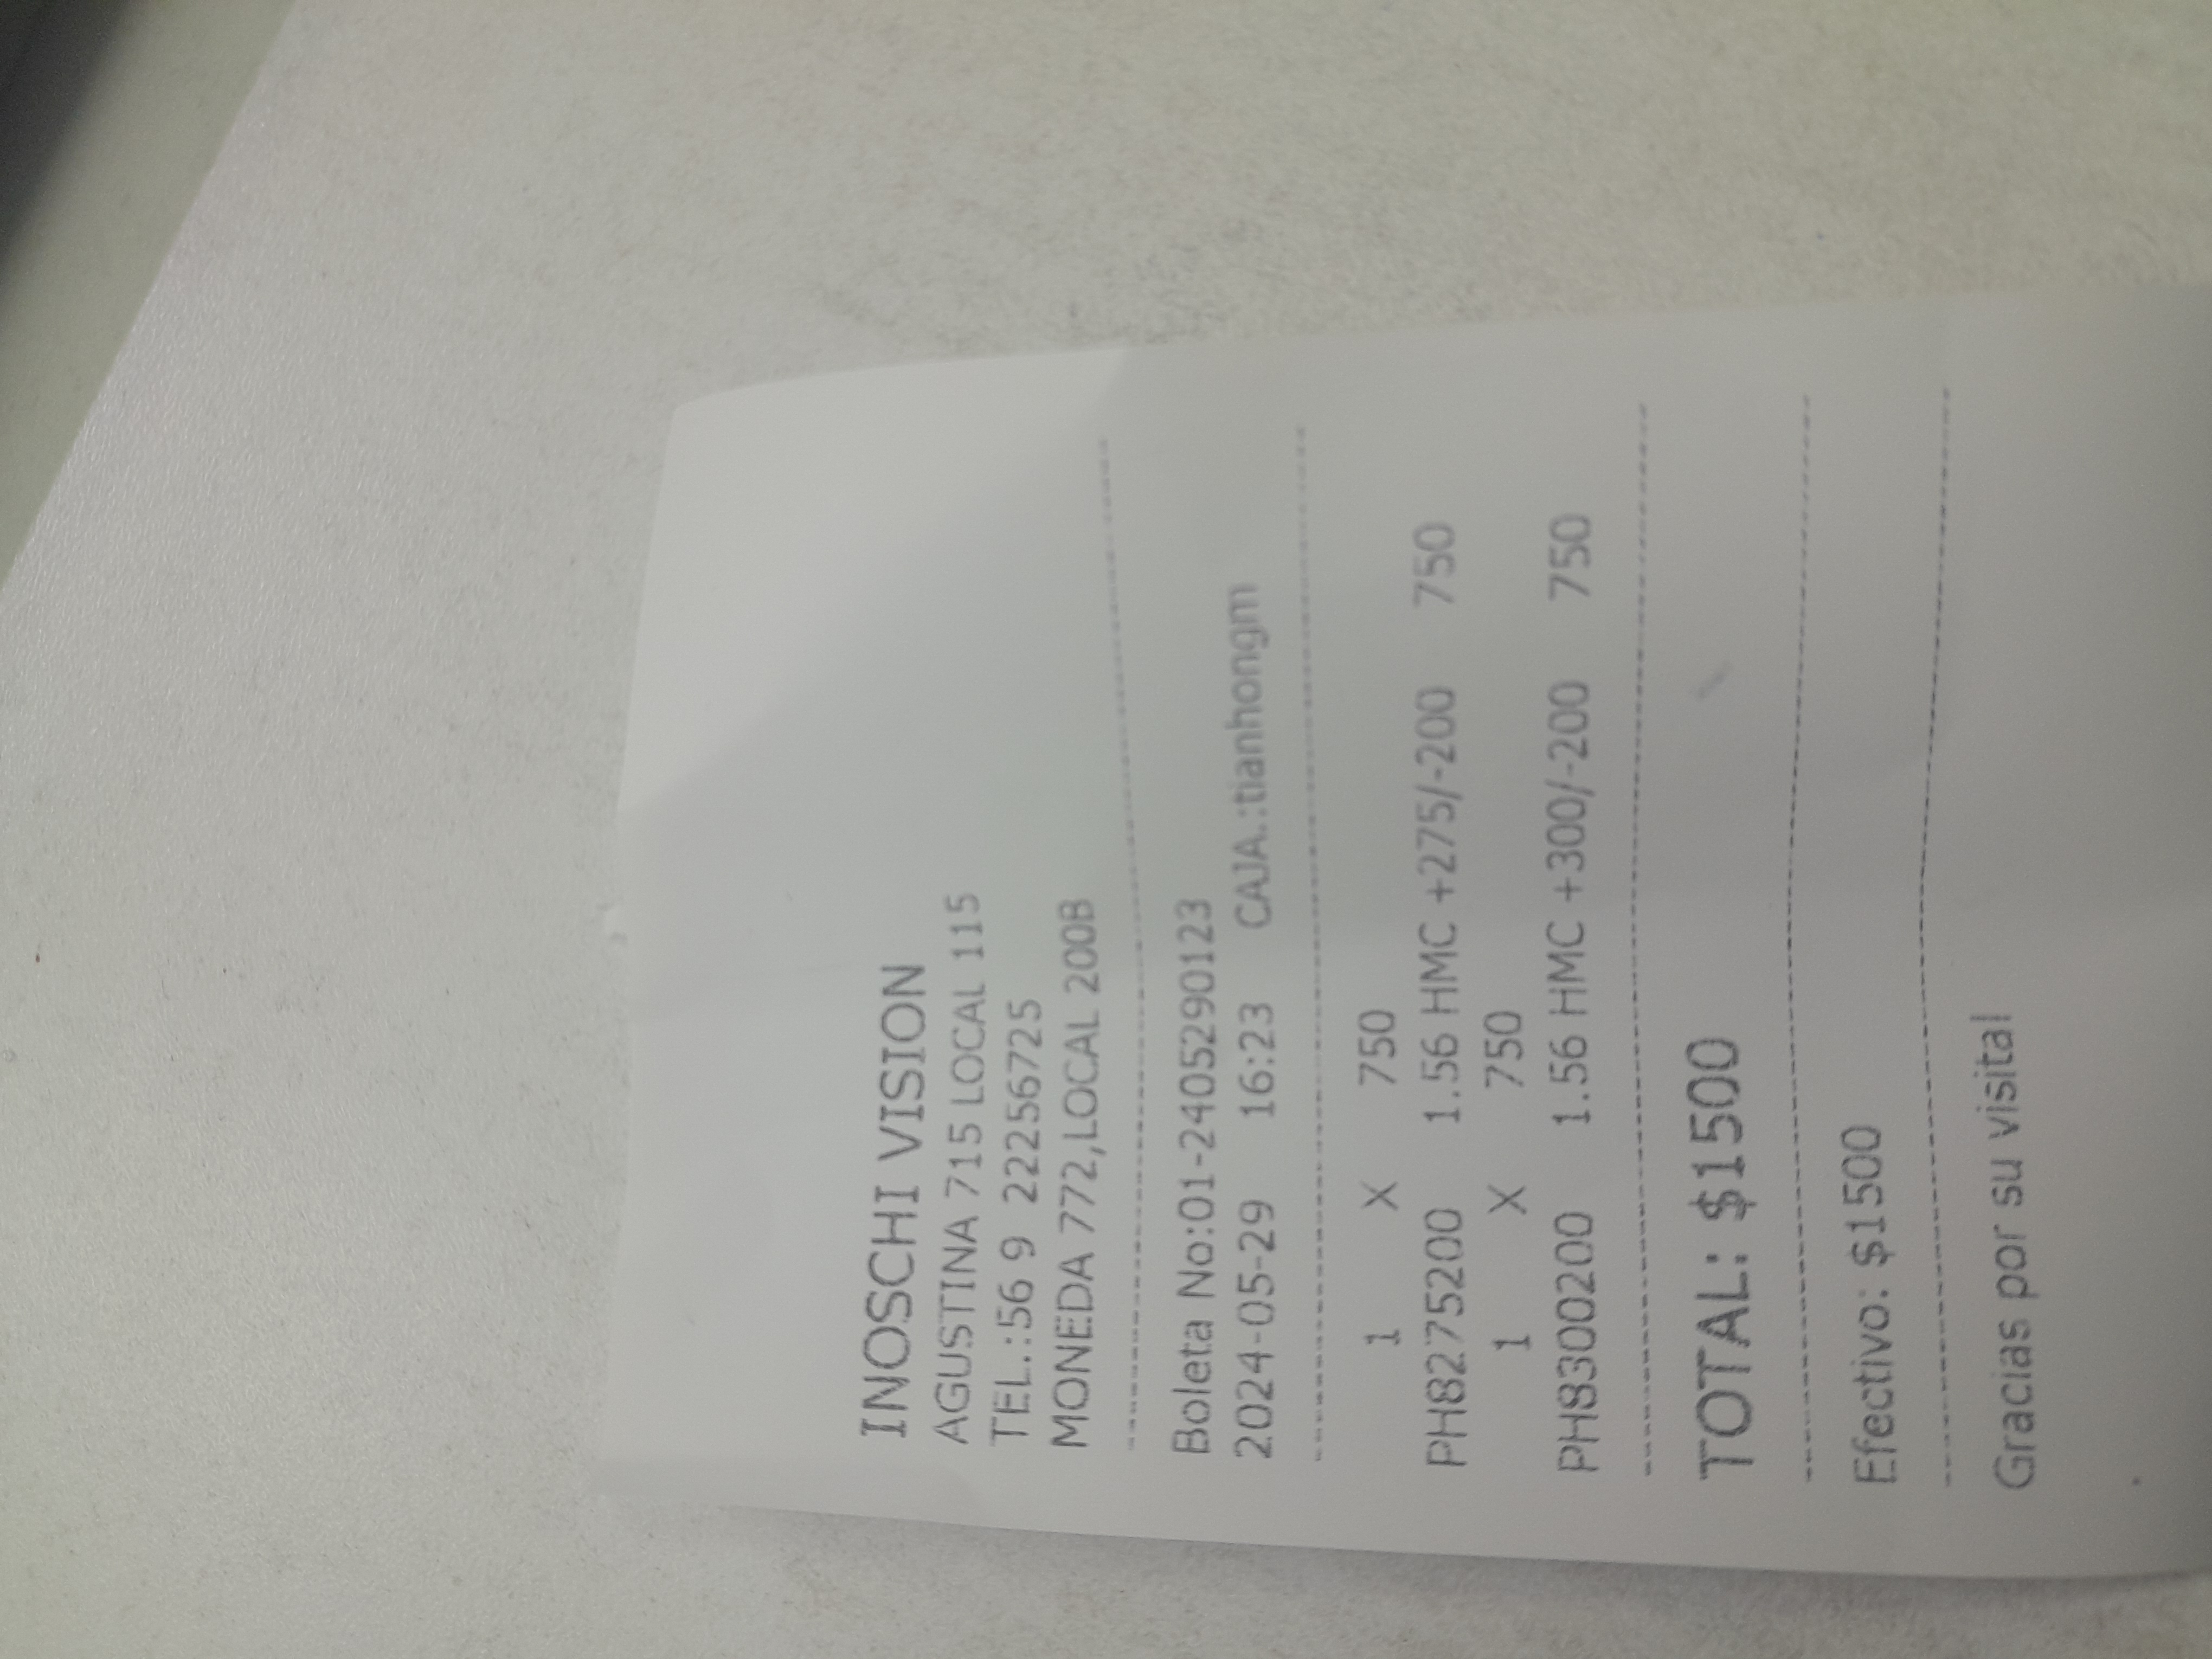 INOSCHI VISION
AGUSTINA 715 LOCAL 115
TEL.:56 9 22256725
MONEDA 772,LOCAL 200B
Boleta No:01-2405290123
2024-05-29 16:23 CAJA.:tianhongm
1 X 750
PH8275200 1.56 HMC +275/-200 750
1 X 750
PH8300200 1.56 HMC +300/-200 750
TOTAL: $1500
Efectivo: $1500
Gracias por su visita!